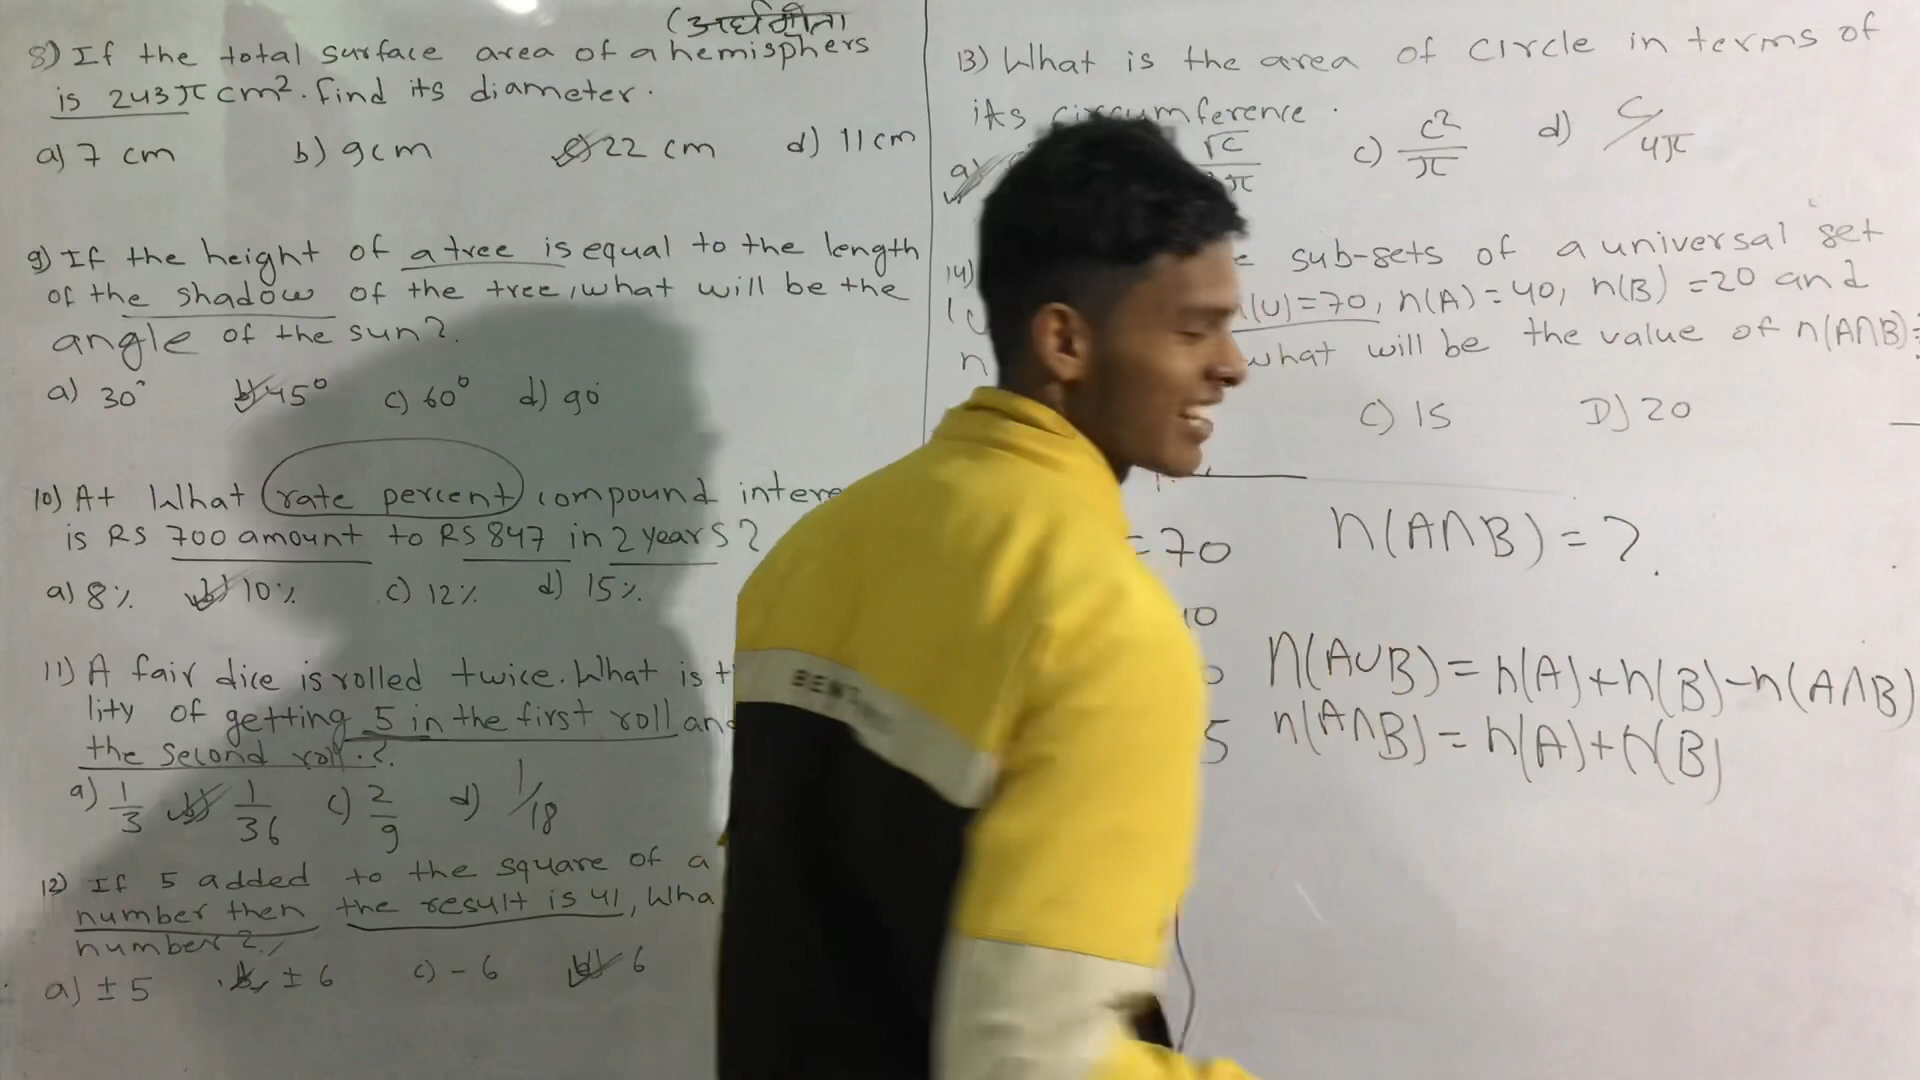 (अर्धगोला
8) If the total surface area of a hemisphers
is 243π cm². find its diameter.
a) 7 cm b) 9cm c) 22 cm d) 11cm
9) If the height of a tree is equal to the length
of the shadow of the tree, what will be the
angle of the sun?
a) 30° b) 45° c) 60° d) 90°
10) At What rate percent compound intere
is RS 700 amount to RS 847 in 2 years?
a) 8% b) 10% c) 12% d) 15%
11) A fair dice is rolled twice. What is t
lity of getting 5 in the first roll and
the second roll.?
a) 1/3 b) 1/36 c) 2/9 d) 1/18
12) If 5 added to the square of a
number then the result is 41, Wha
number?
a) ±5 b) ±6 c) -6 d) 6
13) What is the area of circle in terms of
its circumference.
a) √c/ π c) c²/π d) C/4π
14) sub-sets of a universal set
(U)=70, n(A)=40, n(B)=20 and
n what will be the value of n(A∩B)?
C) 15 D) 20
=70 n(A∩B)=?
n(A∪B)=n(A)+n(B)-n(A∩B)
5 n(A∩B)=n(A)+n(B)
BEN